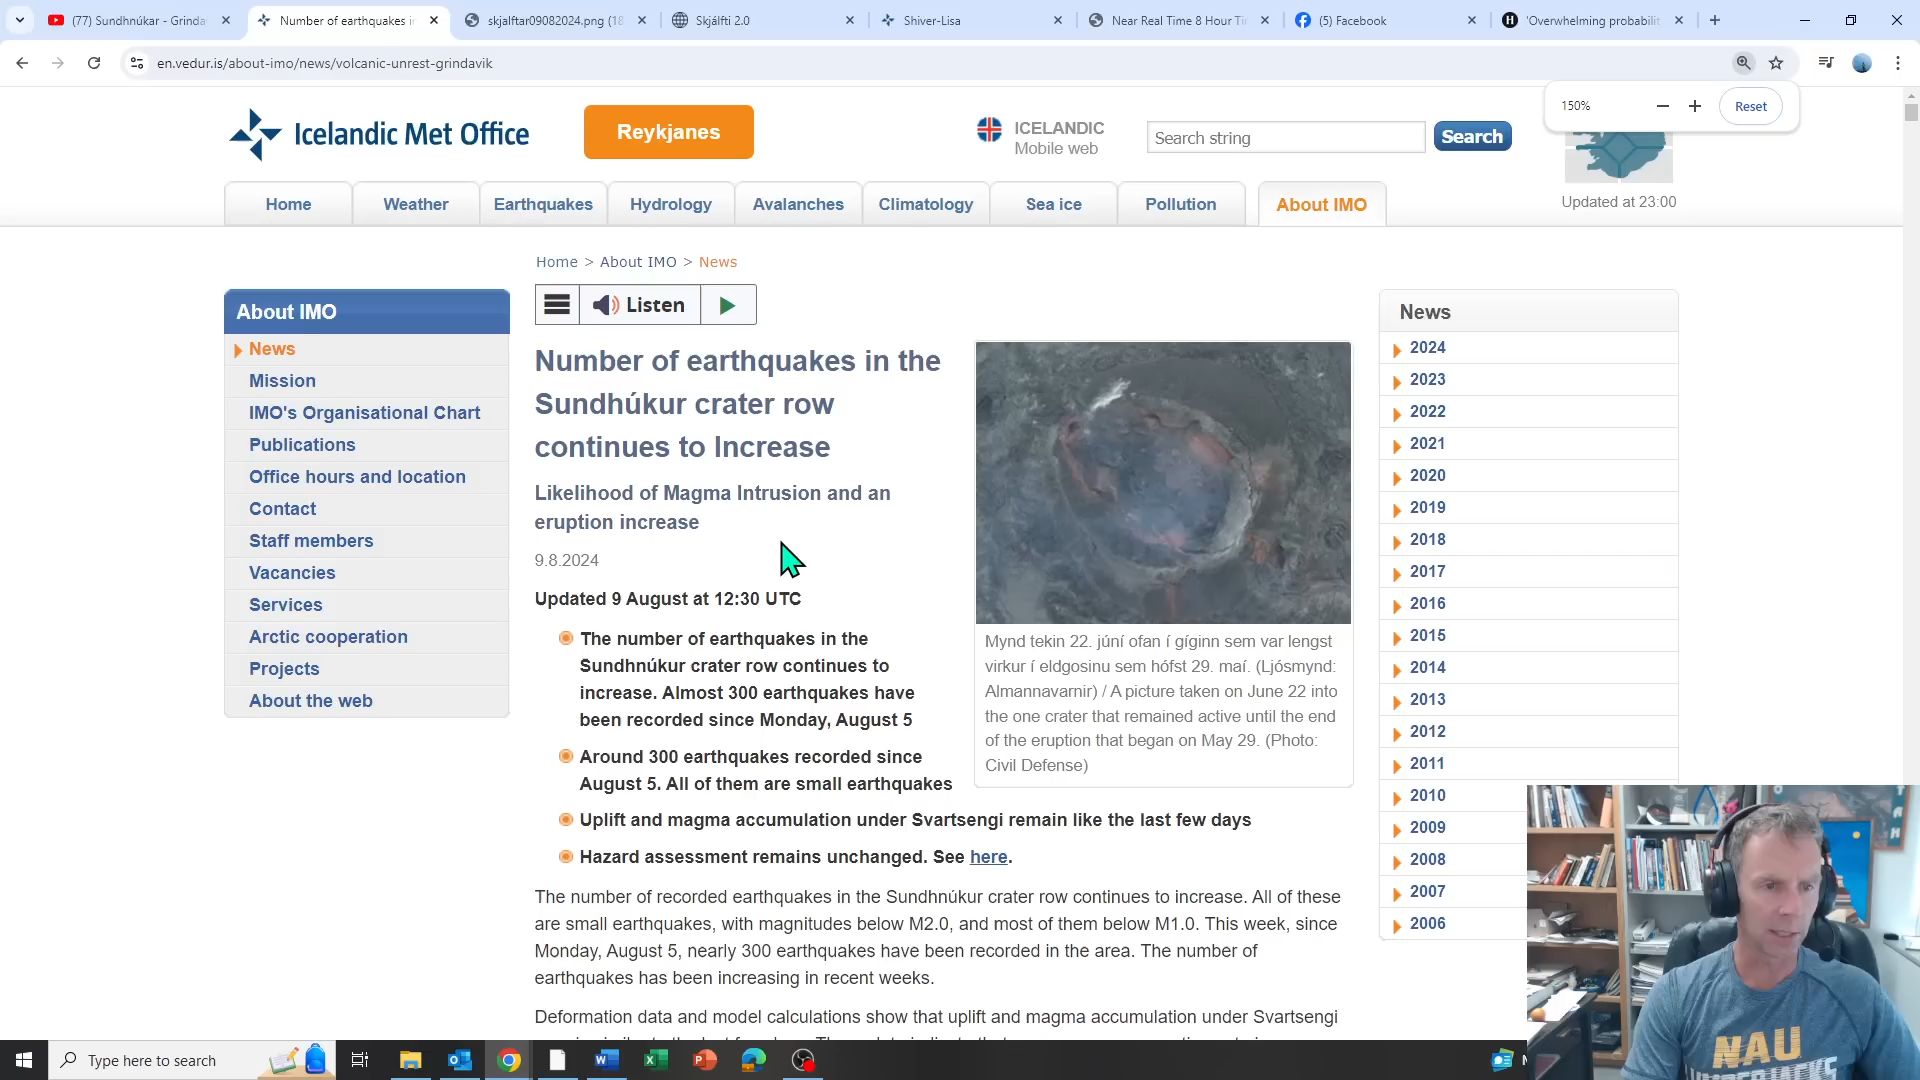 (77) Sundhnúkar - Grinda
Number of earthquakes i
skjalftar09082024.png (18
Skjálfti 2.0
Shiver-Lisa
Near Real Time 8 Hour Ti
(5) Facebook
'Overwhelming probabilit
en.vedur.is/about-imo/news/volcanic-unrest-grindavik
150%
Reset
Icelandic Met Office
Reykjanes
ICELANDIC
Mobile web
Search string
Search
Updated at 23:00
Home
Weather
Earthquakes
Hydrology
Avalanches
Climatology
Sea ice
Pollution
About IMO
Home > About IMO > News
Listen
About IMO
News
Mission
IMO's Organisational Chart
Publications
Office hours and location
Contact
Staff members
Vacancies
Services
Arctic cooperation
Projects
About the web
Number of earthquakes in the
Sundhúkur crater row
continues to Increase
Likelihood of Magma Intrusion and an
eruption increase
9.8.2024
Updated 9 August at 12:30 UTC
The number of earthquakes in the
Sundhnúkur crater row continues to
increase. Almost 300 earthquakes have
been recorded since Monday, August 5
Around 300 earthquakes recorded since
August 5. All of them are small earthquakes
Uplift and magma accumulation under Svartsengi remain like the last few days
Hazard assessment remains unchanged. See here.
Mynd tekin 22. júní ofan í gíginn sem var lengst
virkur í eldgosinu sem hófst 29. maí. (Ljósmynd:
Almannavarnir) / A picture taken on June 22 into
the one crater that remained active until the end
of the eruption that began on May 29. (Photo:
Civil Defense)
The number of recorded earthquakes in the Sundhnúkur crater row continues to increase. All of these
are small earthquakes, with magnitudes below M2.0, and most of them below M1.0. This week, since
Monday, August 5, nearly 300 earthquakes have been recorded in the area. The number of
earthquakes has been increasing in recent weeks.
Deformation data and model calculations show that uplift and magma accumulation under Svartsengi
News
2024
2023
2022
2021
2020
2019
2018
2017
2016
2015
2014
2013
2012
2011
2010
2009
2008
2007
2006
NAU
Type here to search